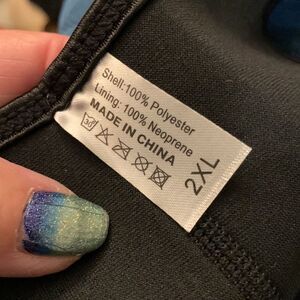 Shell:100% Polyester
Lining: 100% Neoprene
MADE IN CHINA
2XL